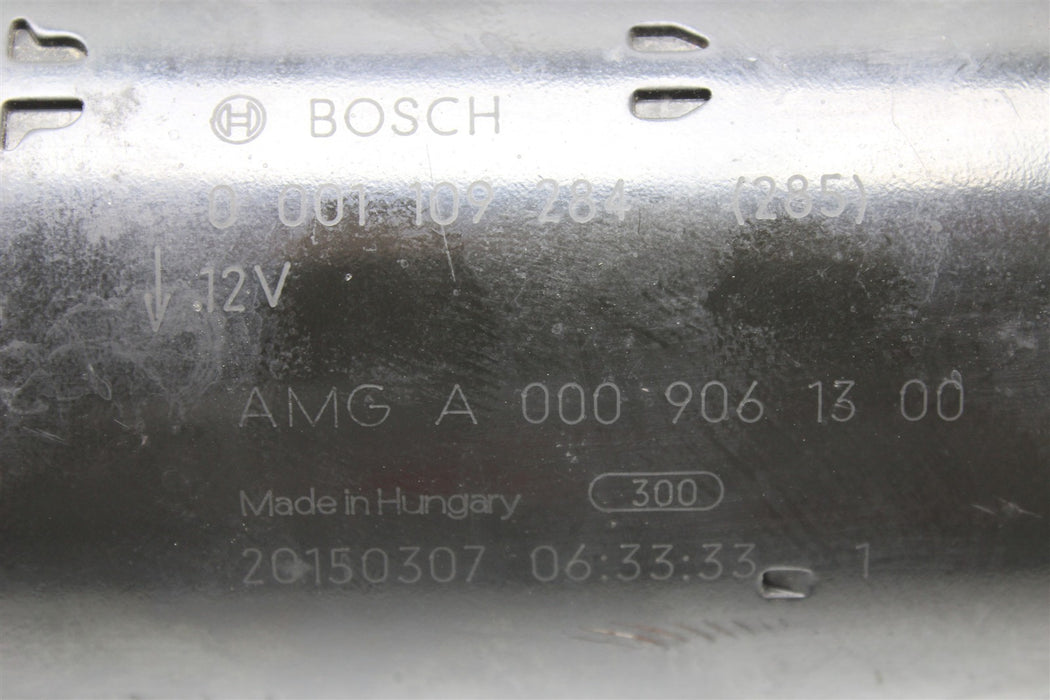 BOSCH
0 001 109 284 (285)
12V
AMG A 000 906 13 00
Made in Hungary 300
20150307 06:33:33 1